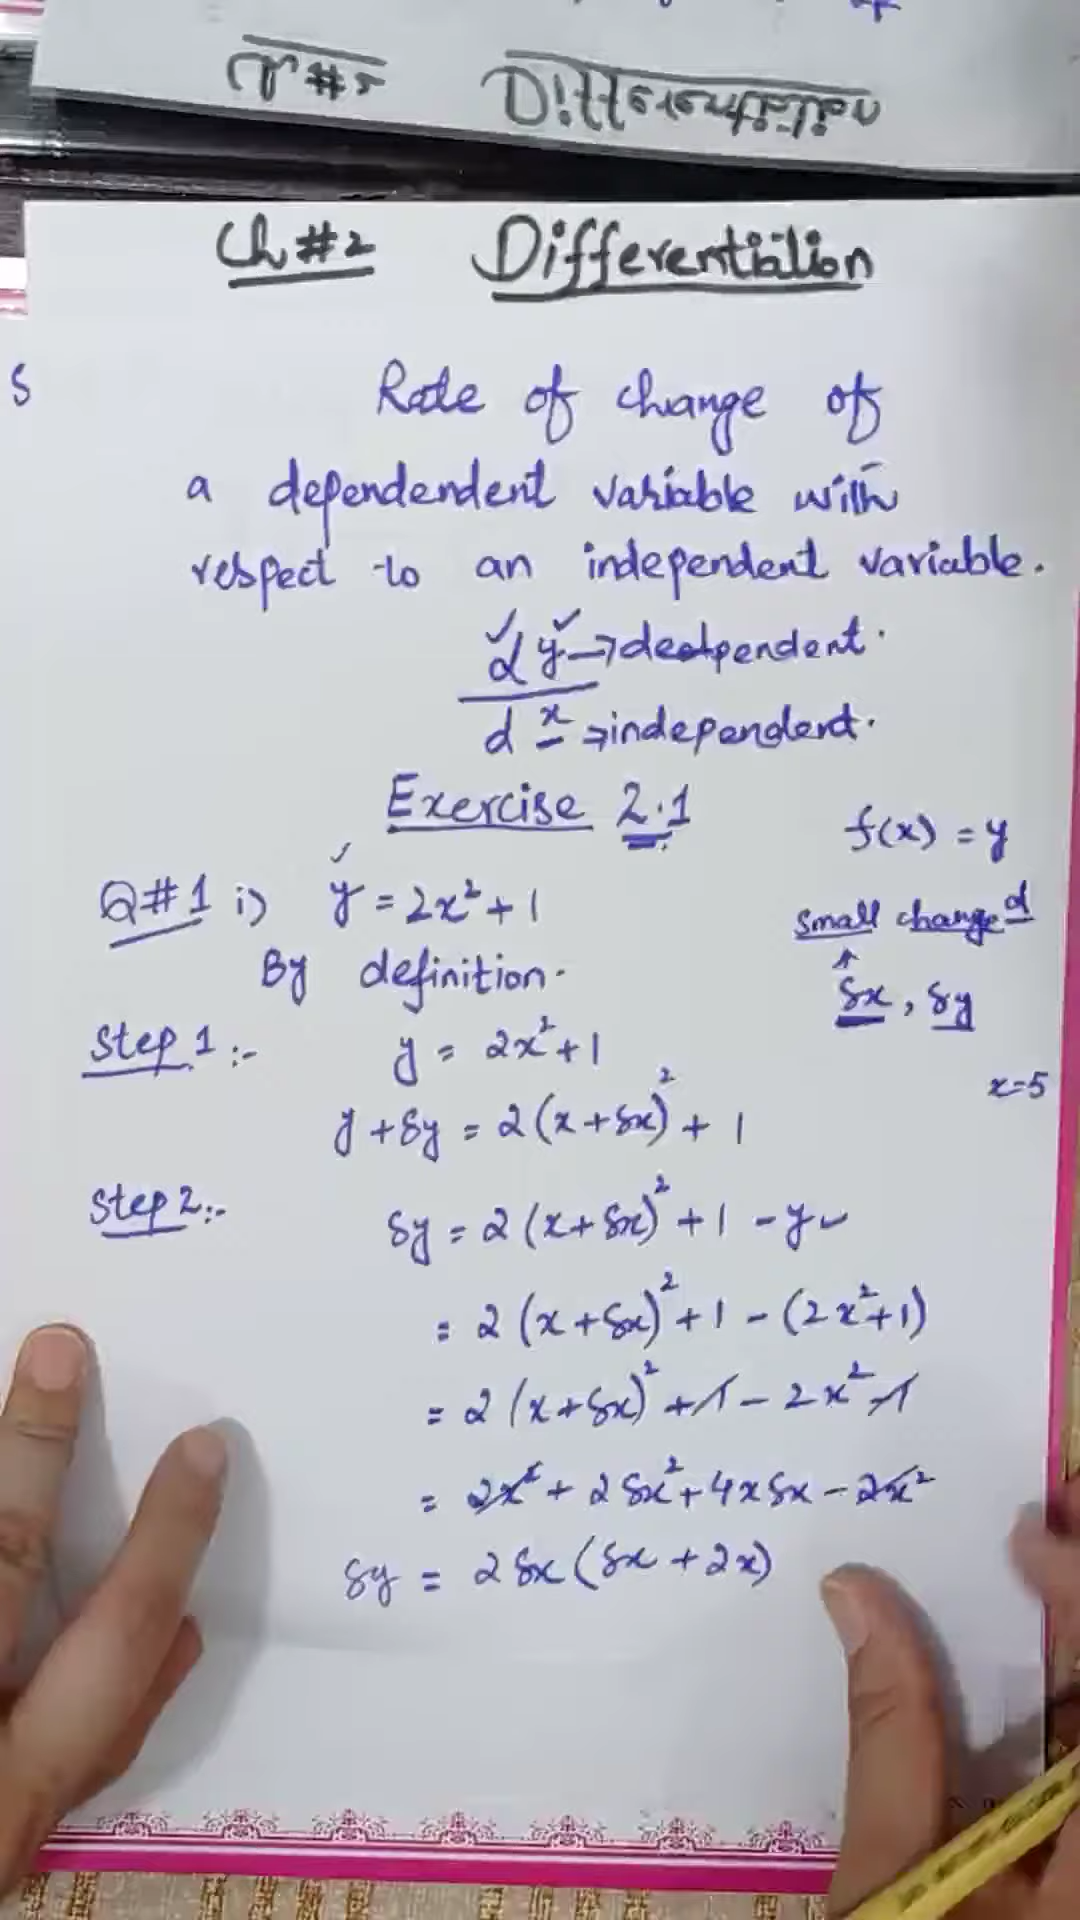 Ch #2 Differentiation
Rate of change of
a dependendent variable with
respect to an independent variable.
dy → dependent.
dx → independent.
Exercise 2.1
f(x) = y
Q#1 i) y = 2x² + 1
small change of
By definition.
δx, δy
Step 1:- y = 2x² + 1
x=5
y + δy = 2(x + δx)² + 1
Step 2:- δy = 2(x + δx)² + 1 - y
= 2(x + δx)² + 1 - (2x² + 1)
= 2(x + δx)² + 1 - 2x² - 1
= 2x² + 2δx² + 4xδx - 2x²
δy = 2δx(δx + 2x)